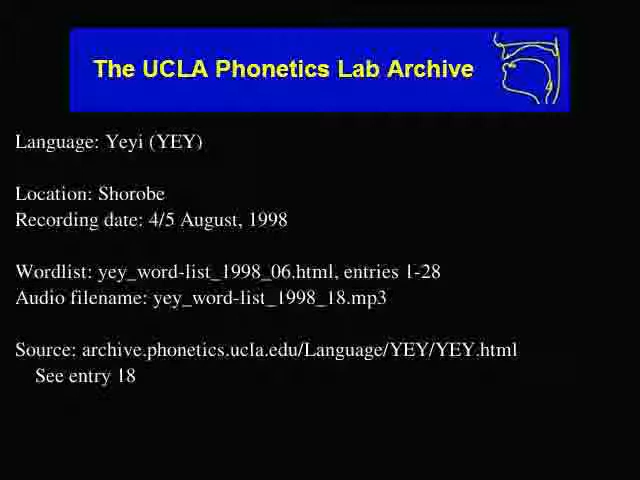 The UCLA Phonetics Lab Archive
Language: Yeyi (YEY)
Location: Shorobe
Recording date: 4/5 August, 1998
Wordlist: yey_word-list_1998_06.html, entries 1-28
Audio filename: yey_word-list_1998_18.mp3
Source: archive.phonetics.ucla.edu/Language/YEY/YEY.html
See entry 18